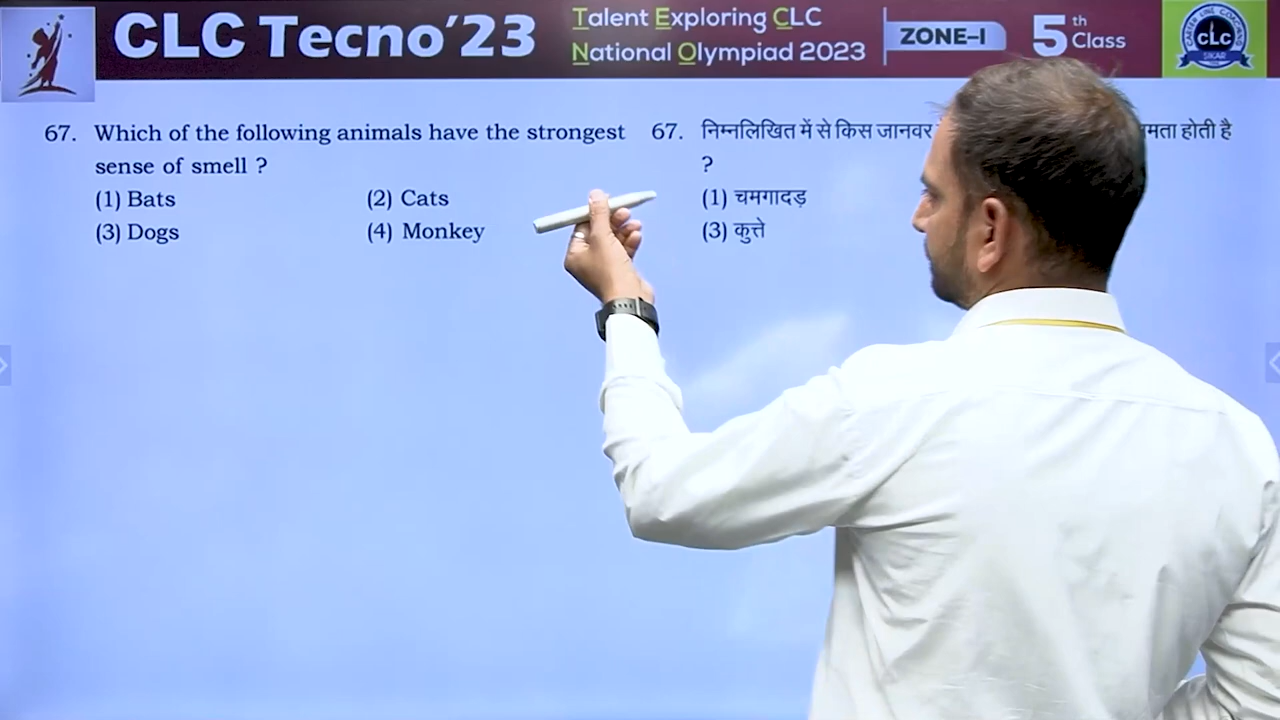 CLC Tecno'23
Talent Exploring CLC
National Olympiad 2023
ZONE–I
5th Class
CLC
SIKAR
67. Which of the following animals have the strongest
sense of smell ?
(1) Bats (2) Cats
(3) Dogs (4) Monkey
67. निम्नलिखित में से किस जानवर होती है
?
(1) चमगादड़
(3) कुत्ते